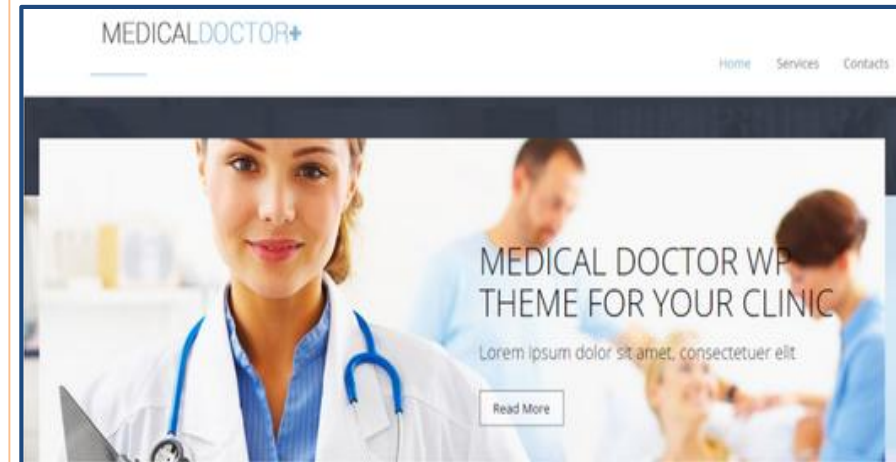 MEDICALDOCTOR+
Home Services Contacts
MEDICAL DOCTOR WP
THEME FOR YOUR CLINIC
Lorem ipsum dolor sit amet, consectetuer elit
Read More